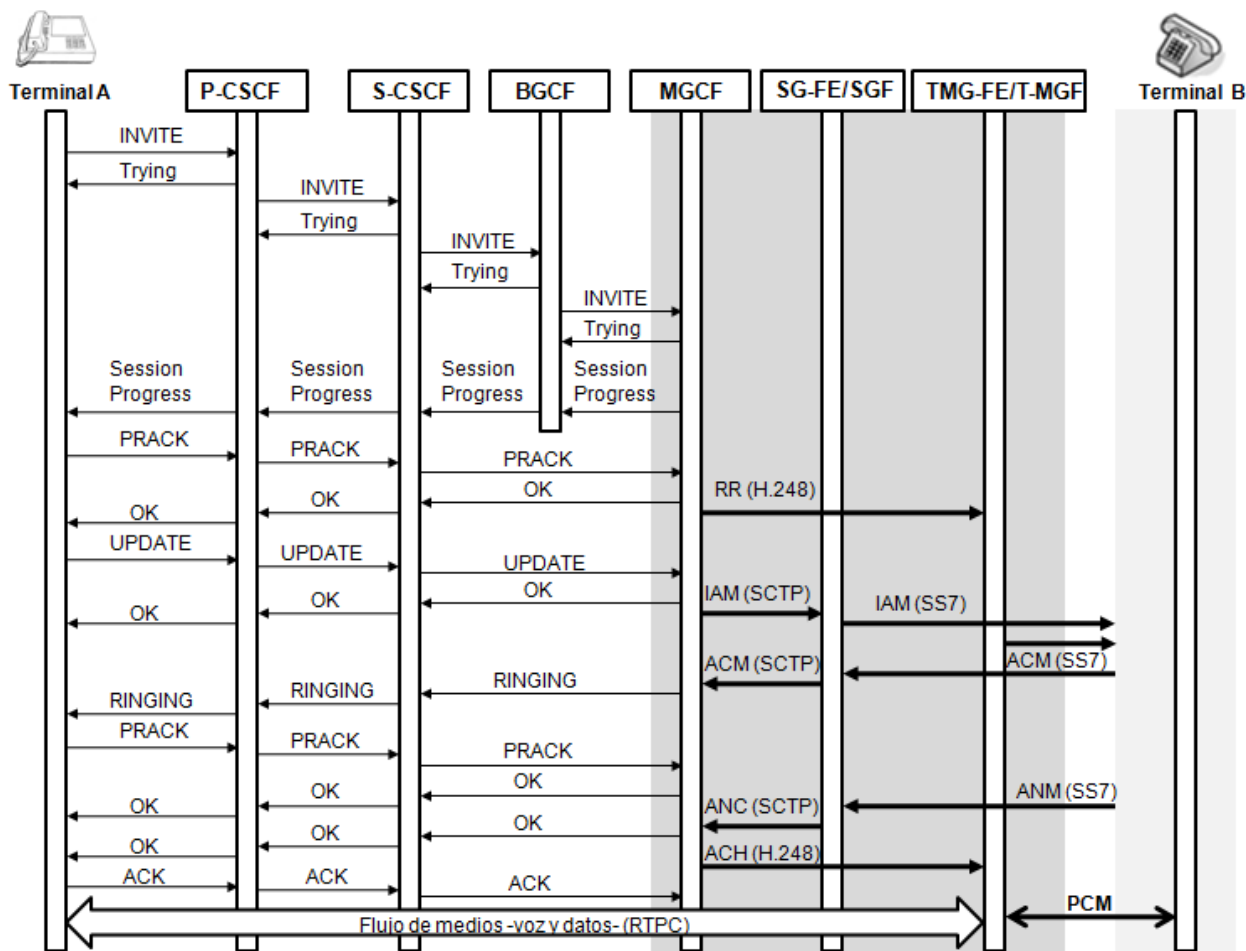 Terminal A
P-CSCF
S-CSCF
BGCF
MGCF
SG-FE/SGF
TMG-FE/T-MGF
Terminal B
INVITE
Trying
INVITE
Trying
INVITE
Trying
INVITE
Trying
Session
Progress
Session
Progress
Session
Progress
Session
Progress
PRACK
PRACK
PRACK
OK
OK
OK
RR (H.248)
UPDATE
UPDATE
UPDATE
OK
OK
OK
IAM (SCTP)
IAM (SS7)
ACM (SS7)
ACM (SCTP)
RINGING
RINGING
RINGING
PRACK
PRACK
PRACK
OK
OK
OK
ANM (SS7)
ANC (SCTP)
OK
OK
OK
ACH (H.248)
ACK
ACK
ACK
Flujo de medios -voz y datos- (RTPC)
PCM